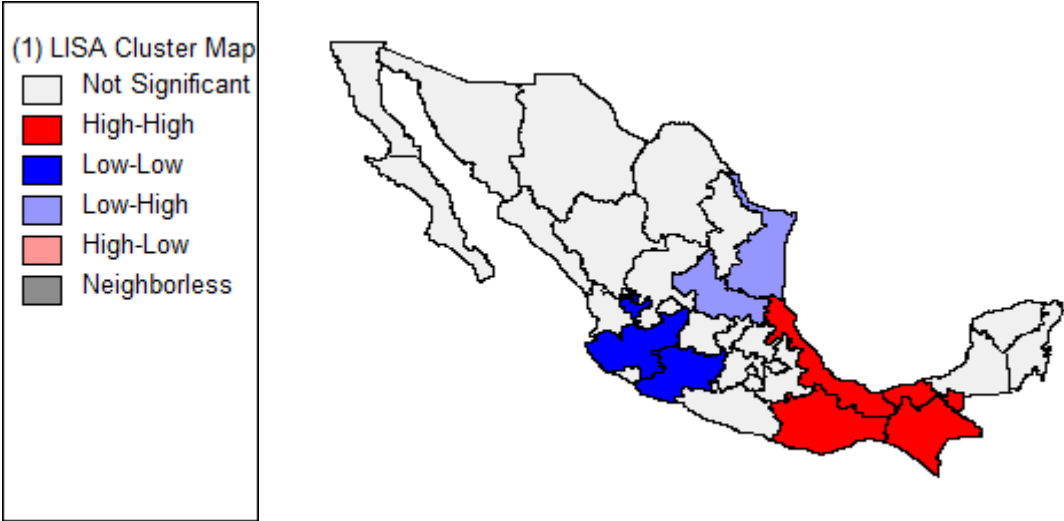 (1) LISA Cluster Map
Not Significant
High-High
Low-Low
Low-High
High-Low
Neighborless